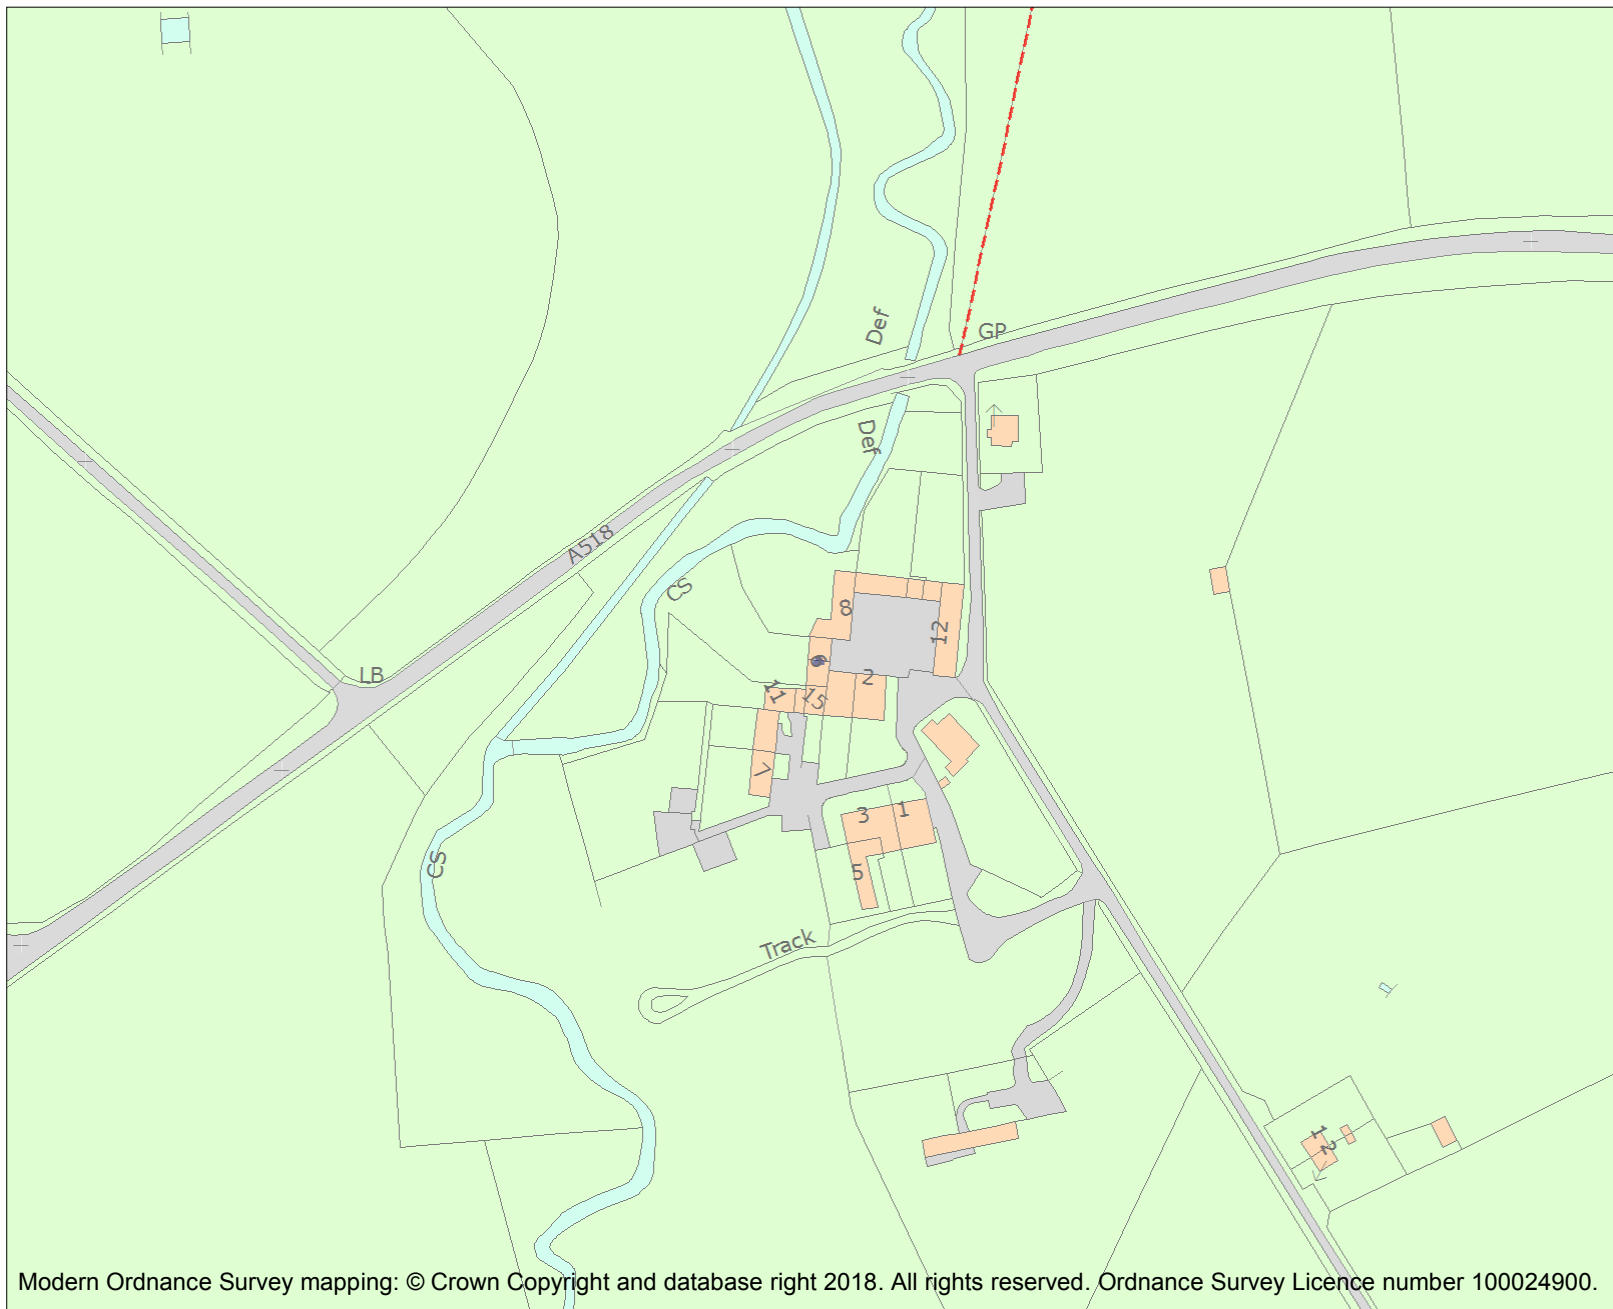 Def
GP
Def
A518
CS
8
12
LB
2
11
15
7
3
1
5
CS
Track
1
2
Modern Ordnance Survey mapping: © Crown Copyright and database right 2018. All rights reserved. Ordnance Survey Licence number 100024900.